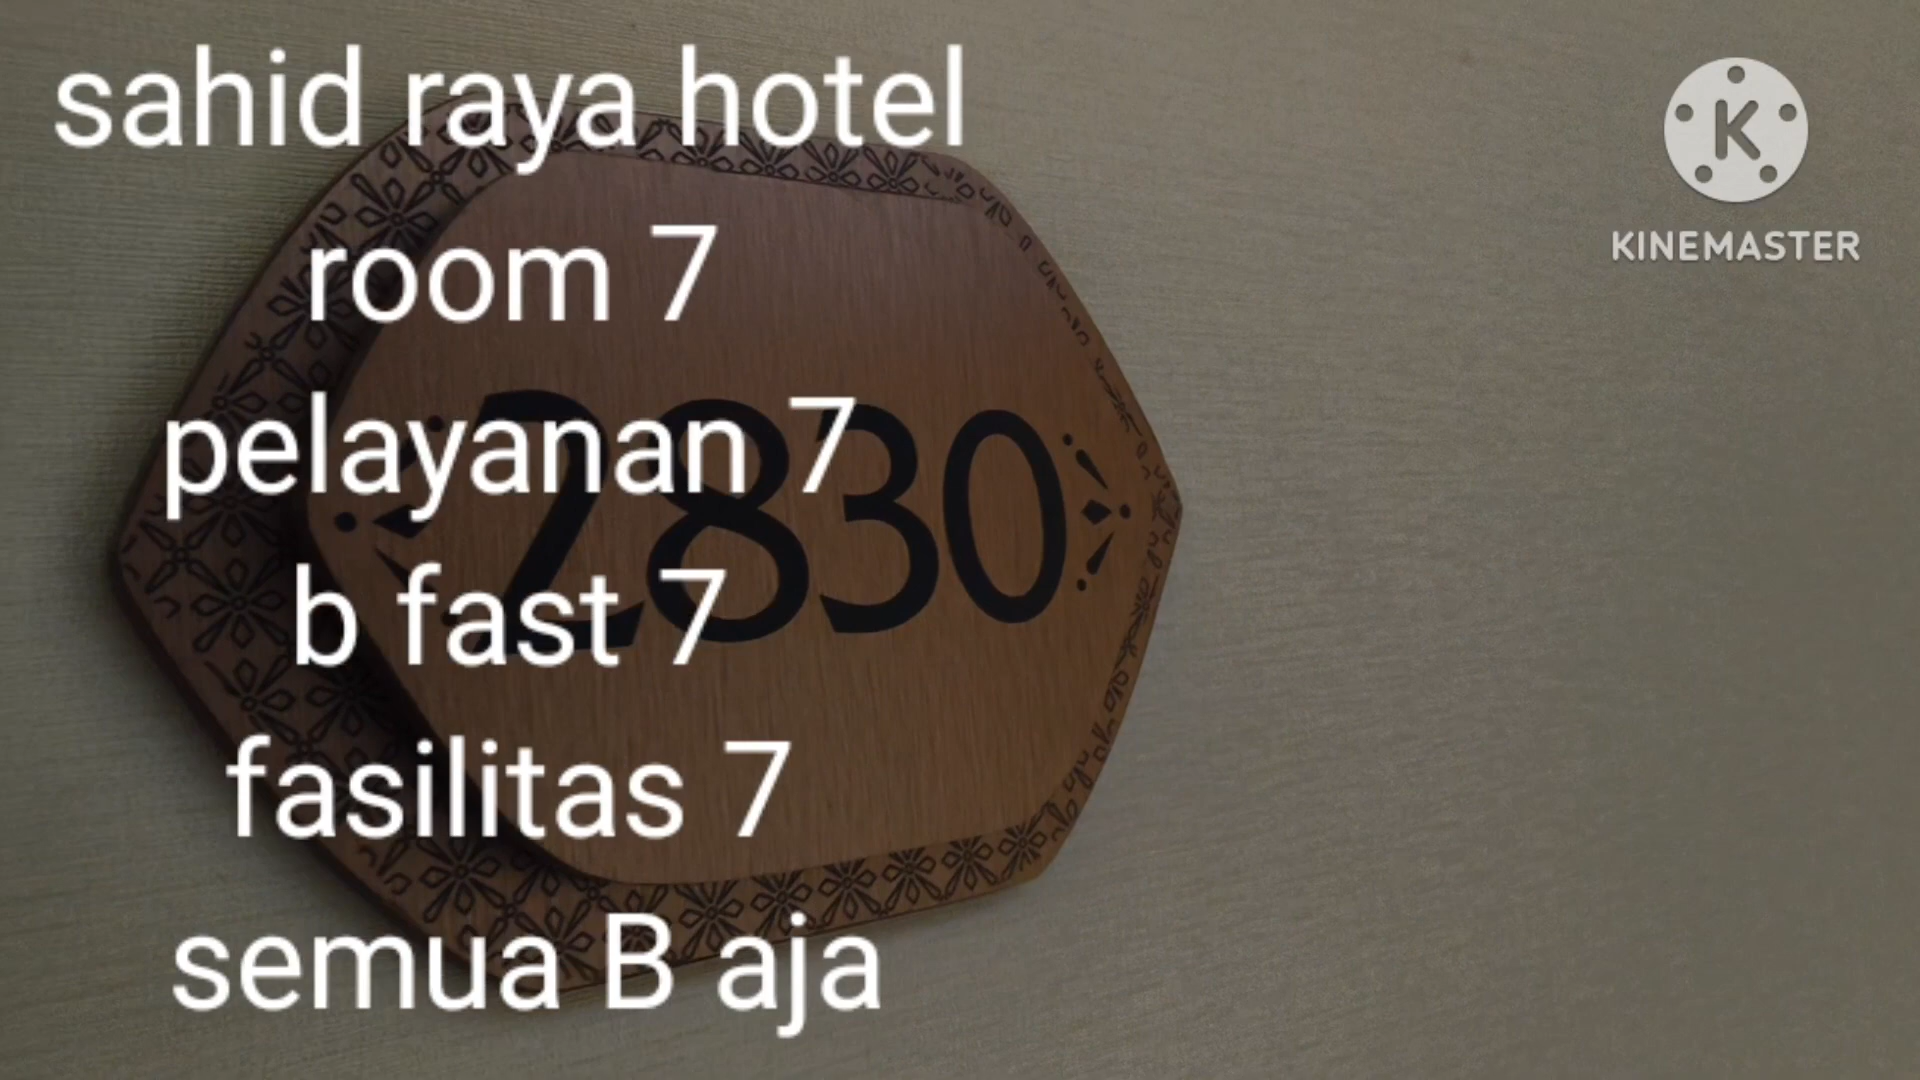 sahid raya hotel
room 7
pelayanan 7
b fast 7
fasilitas 7
semua B aja
2830
K
KINEMASTER